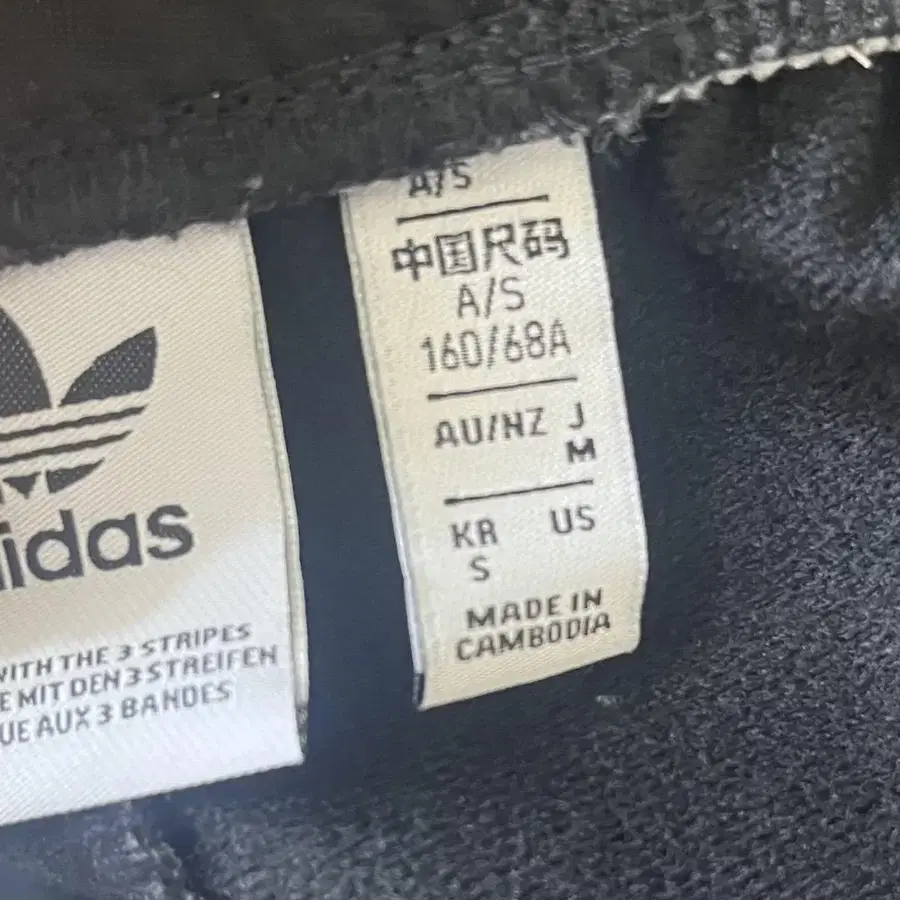 adidas
WITH THE 3 STRIPES
E MIT DEN 3 STREIFEN
UE AUX 3 BANDES
A/S
中国尺码
A/S
160/68A
AU/NZ J
M
KR US
S
MADE IN
CAMBODIA